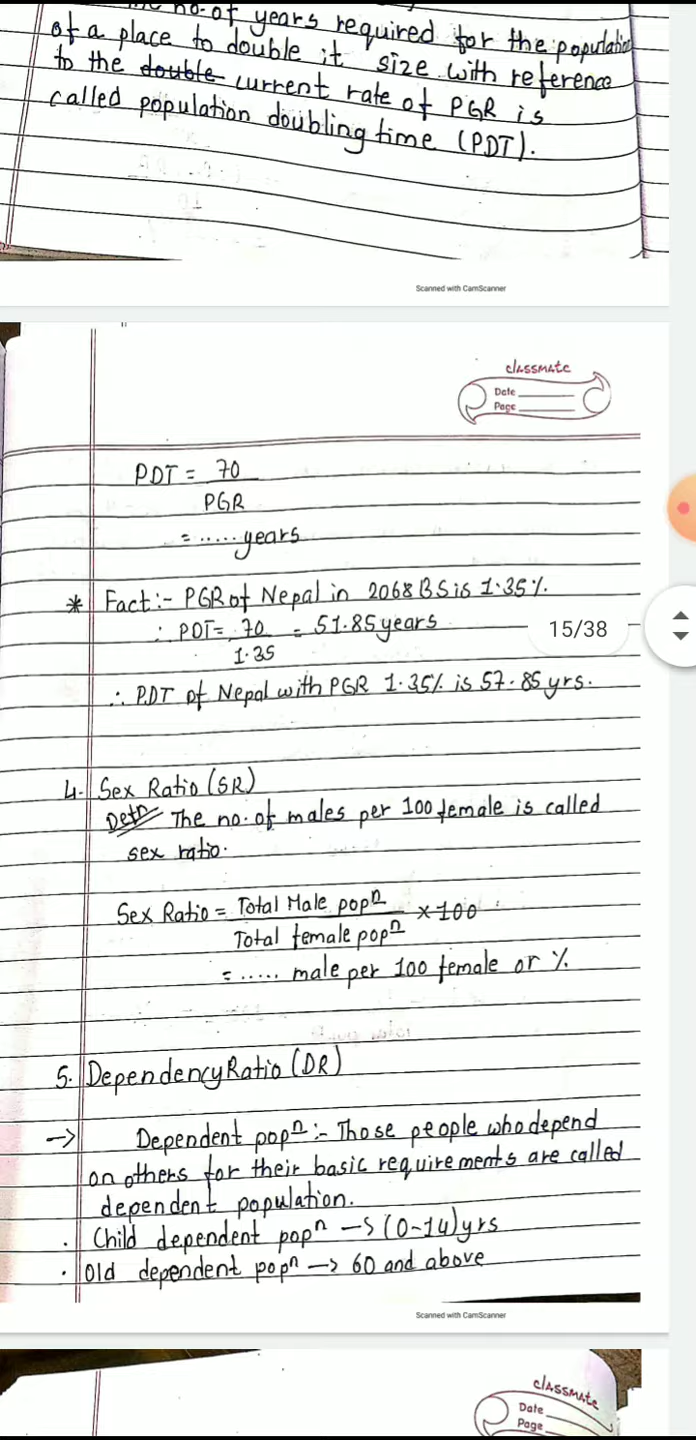 no. of years required for the population
of a place to double it size with reference
to the double current rate of PGR is
called population doubling time (PDT).
Scanned with CamScanner
classmate
Date
Page
PDT = 70
PGR
= ..... years
* Fact:- PGR of Nepal in 2068 BS is 1.35%.
∴ PDT = 70 = 51.85 years
1.35
15/38
∴ PDT of Nepal with PGR 1.35% is 57.85 yrs.
4. Sex Ratio (SR)
Defn The no. of males per 100 female is called
sex ratio.
Sex Ratio = Total Male popn × 100
Total female popn
= ..... male per 100 female or %
5. Dependency Ratio (DR)
→ Dependent popn :- Those people who depend
on others for their basic requirements are called
dependent population.
. Child dependent popn → (0-14) yrs
. Old dependent popn → 60 and above
Scanned with CamScanner
classmate
Date
Page